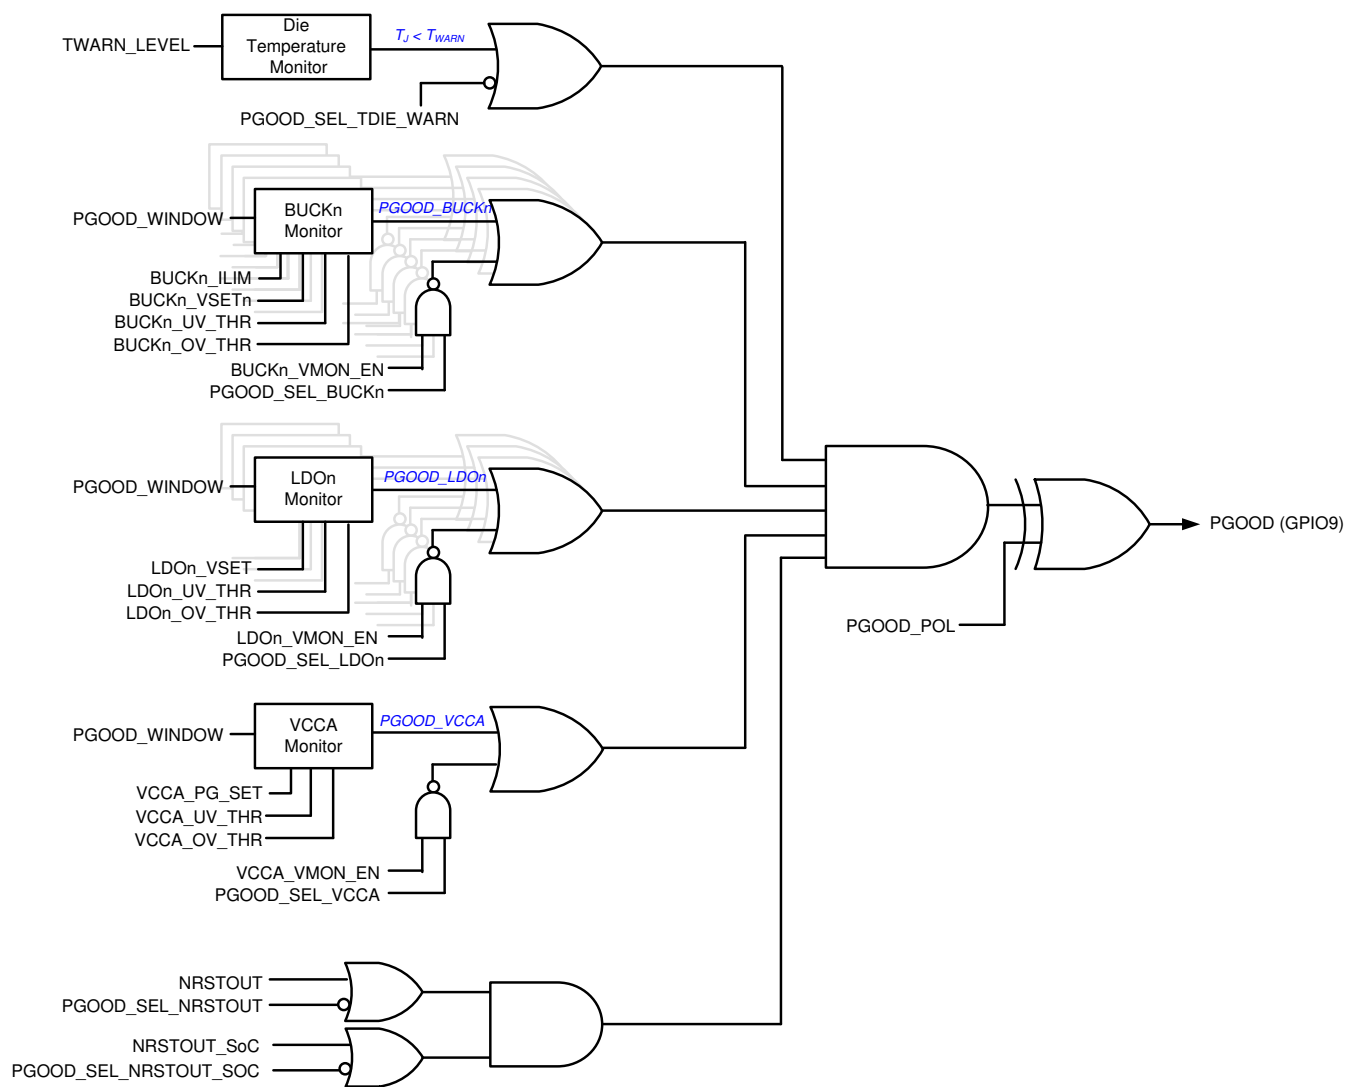 Die
Temperature
Monitor
TWARN_LEVEL
TJ < TWARN
PGOOD_SEL_TDIE_WARN
PGOOD_WINDOW
BUCKn
Monitor
PGOOD_BUCKn
BUCKn_ILIM
BUCKn_VSETn
BUCKn_UV_THR
BUCKn_OV_THR
BUCKn_VMON_EN
PGOOD_SEL_BUCKn
PGOOD_WINDOW
LDOn
Monitor
PGOOD_LDOn
LDOn_VSET
LDOn_UV_THR
LDOn_OV_THR
LDOn_VMON_EN
PGOOD_SEL_LDOn
PGOOD (GPIO9)
PGOOD_POL
PGOOD_WINDOW
VCCA
Monitor
PGOOD_VCCA
VCCA_PG_SET
VCCA_UV_THR
VCCA_OV_THR
VCCA_VMON_EN
PGOOD_SEL_VCCA
NRSTOUT
PGOOD_SEL_NRSTOUT
NRSTOUT_SoC
PGOOD_SEL_NRSTOUT_SOC